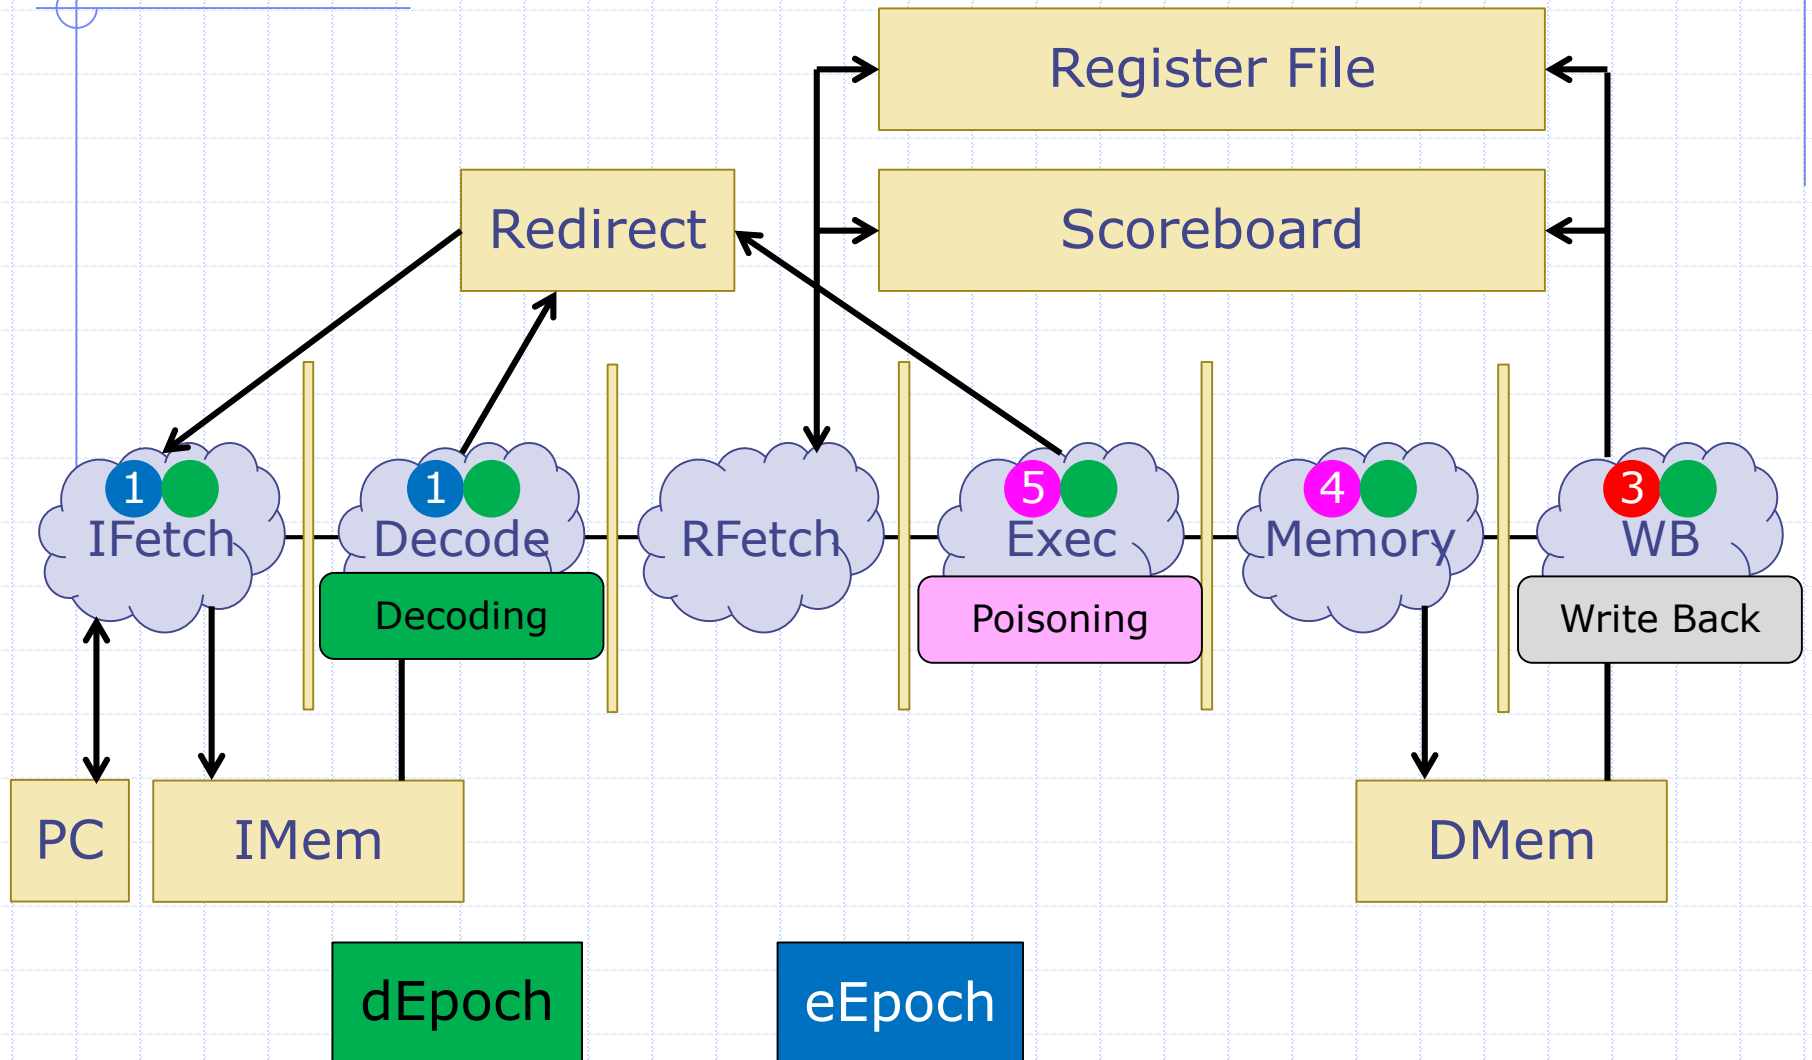 Register File
Redirect
Scoreboard
1
1
5
4
3
IFetch
Decode
RFetch
Exec
Memory
WB
Decoding
Poisoning
Write Back
PC
IMem
DMem
dEpoch
eEpoch